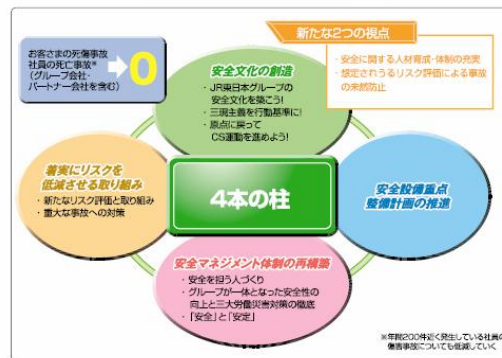 お客さまの死傷事故
社員の死亡事故*
(グループ会社・
パートナー会社を含む)
0
新たな2つの視点
・安全に関する人材育成・体制の充実
・想定されうるリスク評価による事故
の未然防止
安全文化の創造
・JR東日本グループの
安全文化を築こう!
・三現主義を行動基準に!
・原点に戻って
CS運動を進めよう!
着実にリスクを
低減させる取り組み
・新たなリスク評価と取り組み
・重大な事故への対策
4本の柱
安全設備重点
整備計画の推進
安全マネジメント体制の再構築
・安全を担う人づくり
・グループが一体となった安全性の
向上と三大労働災害対策の徹底
・「安全」と「安定」
※年間200件近く発生している社員の
傷害事故についても低減していく